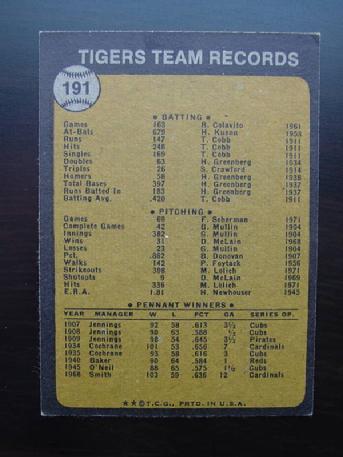 TIGERS TEAM RECORDS
191
● BATTING ●
Games 163 R. Colavito 1961
At-Bats 679 H. Kuenn 1953
Runs 147 T. Cobb 1911
Hits 248 T. Cobb 1911
Singles 169 T. Cobb 1911
Doubles 63 H. Greenberg 1934
Triples 26 S. Crawford 1914
Homers 58 H. Greenberg 1938
Total Bases 397 H. Greenberg 1937
Runs Batted In 183 H. Greenberg 1937
Batting Avg. .420 T. Cobb 1911
● PITCHING ●
Games 69 F. Scherman 1971
Complete Games 42 G. Mullin 1904
Innings 382 G. Mullin 1904
Wins 31 D. McLain 1968
Losses 23 G. Mullin 1904
Pct. .862 B. Donovan 1907
Walks 142 P. Foytack 1956
Strikeouts 308 M. Lolich 1971
Shutouts 9 D. McLain 1969
Hits 336 M. Lolich 1971
E.R.A. 1.81 H. Newhouser 1945
● PENNANT WINNERS ●
YEAR MANAGER W L PCT GA SERIES OP.
1907 Jennings 92 58 .613 Cubs
1908 Jennings 90 63 .588 ½ Cubs
1909 Jennings 98 54 .645 3½ Pirates
1934 Cochrane 101 53 .656 7 Cardinals
1935 Cochrane 93 58 .616 3 Cubs
1940 Baker 90 64 .584 1 Reds
1945 O'Neil 88 65 .575 1½ Cubs
1968 Smith 103 59 .636 12 Cardinals
★★©T.C.G., PRTD. IN U.S.A.